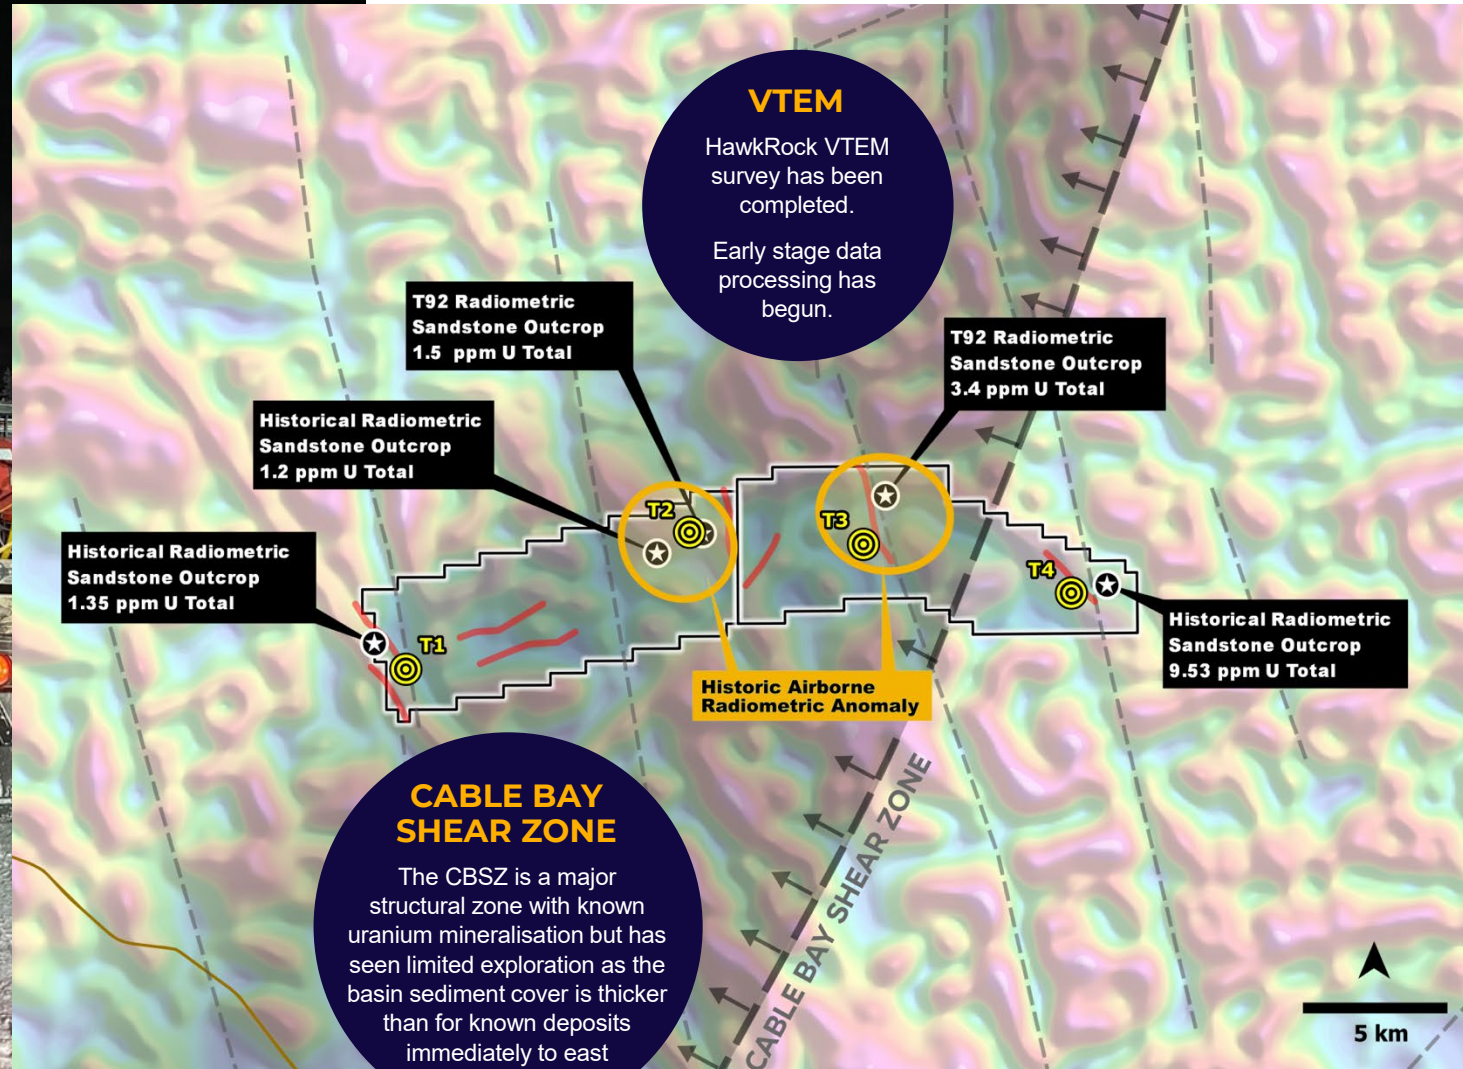 VTEM
HawkRock VTEM
survey has been
completed.
Early stage data
processing has
begun.
T92 Radiometric
Sandstone Outcrop
1.5 ppm U Total
T92 Radiometric
Sandstone Outcrop
3.4 ppm U Total
Historical Radiometric
Sandstone Outcrop
1.2 ppm U Total
Historical Radiometric
Sandstone Outcrop
1.35 ppm U Total
T2
T3
T4
T1
Historical Radiometric
Sandstone Outcrop
9.53 ppm U Total
Historic Airborne
Radiometric Anomaly
CABLE BAY SHEAR ZONE
CABLE BAY
SHEAR ZONE
The CBSZ is a major
structural zone with known
uranium mineralisation but has
seen limited exploration as the
basin sediment cover is thicker
than for known deposits
immediately to east
5 km